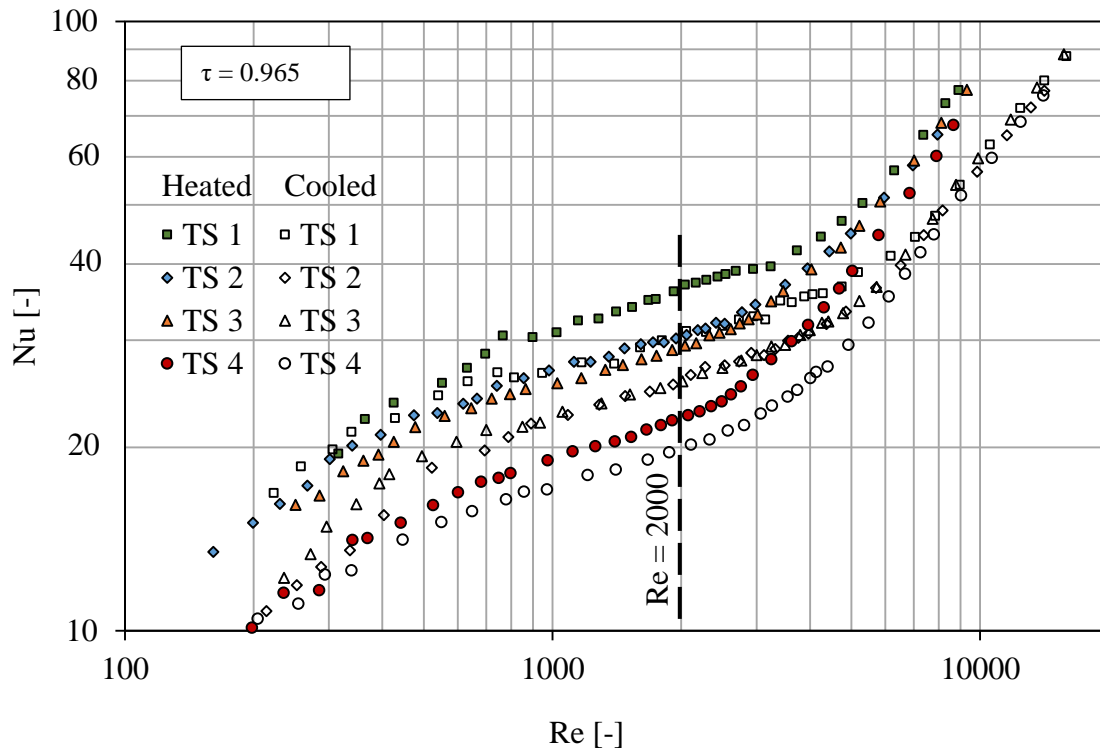 100
80
60
40
20
10
Nu [-]
τ = 0.965
Heated Cooled
TS 1 TS 1
TS 2 TS 2
TS 3 TS 3
TS 4 TS 4
Re = 2000
100 1000 10000
Re [-]